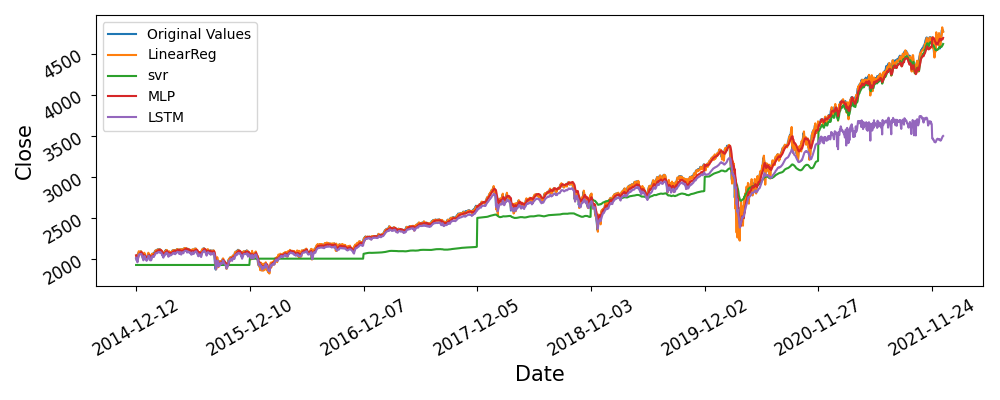 Original Values
LinearReg
svr
MLP
LSTM
Close
4500
4000
3500
3000
2500
2000
2014-12-12
2015-12-10
2016-12-07
2017-12-05
2018-12-03
2019-12-02
2020-11-27
2021-11-24
Date